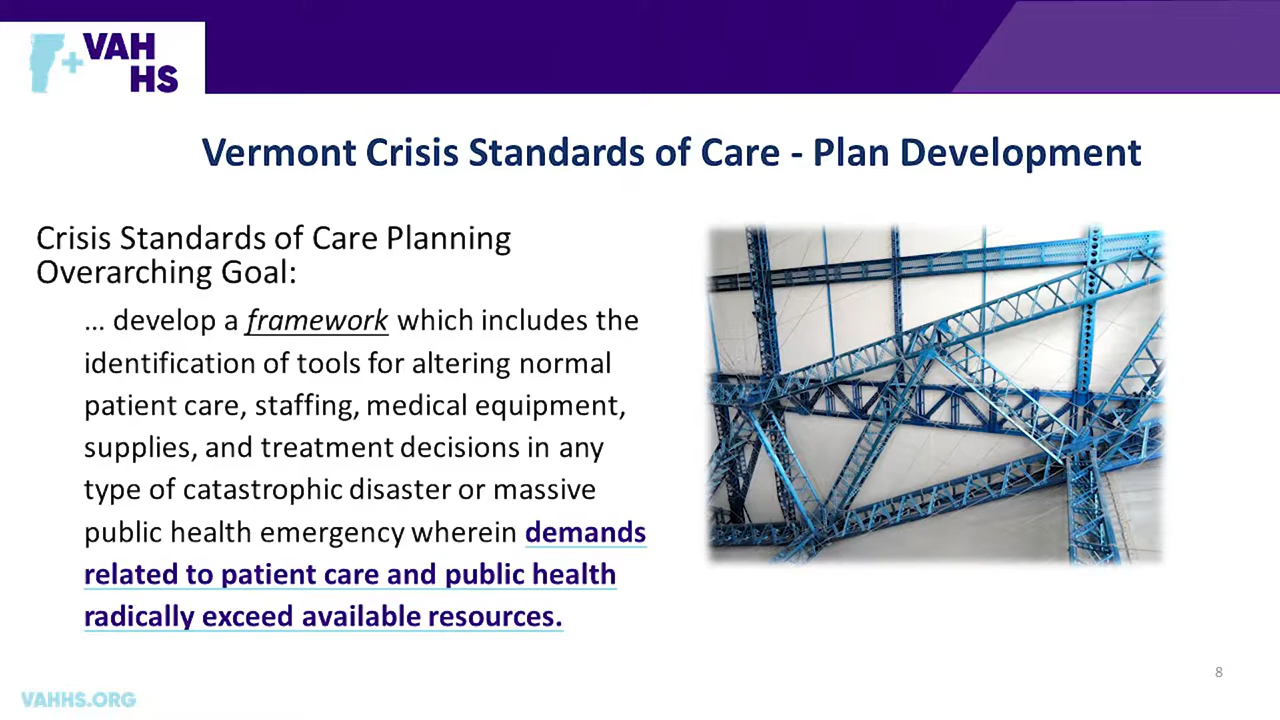 VAH
HS
Vermont Crisis Standards of Care - Plan Development
Crisis Standards of Care Planning
Overarching Goal:
... develop a framework which includes the
identification of tools for altering normal
patient care, staffing, medical equipment,
supplies, and treatment decisions in any
type of catastrophic disaster or massive
public health emergency wherein demands
related to patient care and public health
radically exceed available resources.
8
VAHHS.ORG